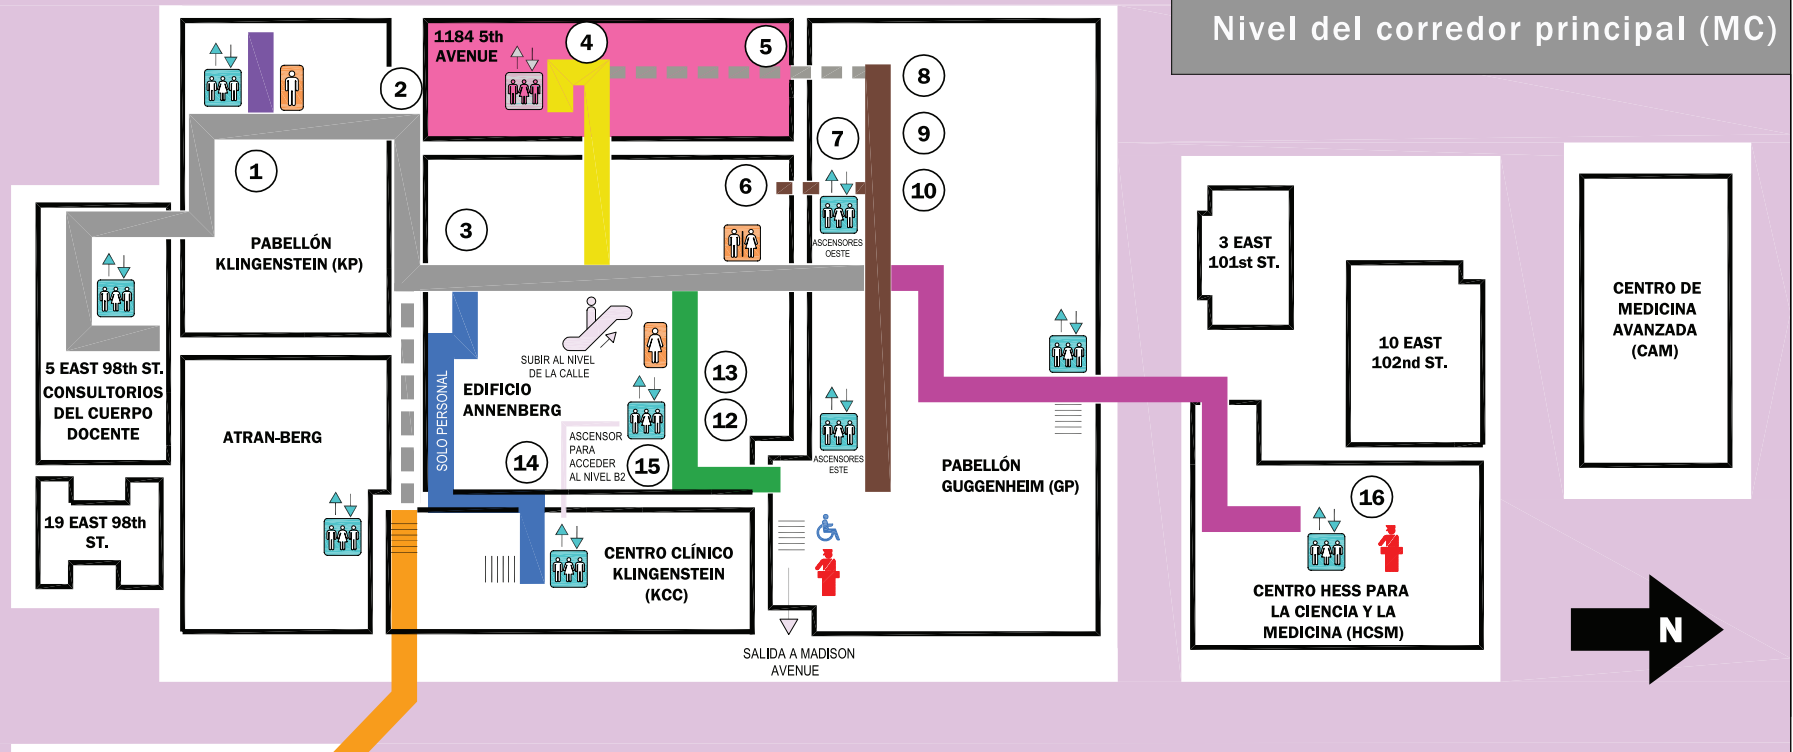 Nivel del corredor principal (MC)
1184 5th
AVENUE
4
5
2
8
7
9
1
6
10
3
PABELLÓN
KLINGENSTEIN (KP)
ASCENSORES
OESTE
3 EAST
101st ST.
CENTRO DE
MEDICINA
AVANZADA
(CAM)
10 EAST
102nd ST.
5 EAST 98th ST.
CONSULTORIOS
DEL CUERPO
DOCENTE
SUBIR AL NIVEL
DE LA CALLE
SOLO PERSONAL
EDIFICIO
ANNENBERG
13
12
ATRAN-BERG
ASCENSOR
PARA
ACCEDER
AL NIVEL B2
14
15
ASCENSORES
ESTE
PABELLÓN
GUGGENHEIM (GP)
16
19 EAST 98th
ST.
CENTRO CLÍNICO
KLINGENSTEIN
(KCC)
CENTRO HESS PARA
LA CIENCIA Y LA
MEDICINA (HCSM)
N
SALIDA A MADISON
AVENUE